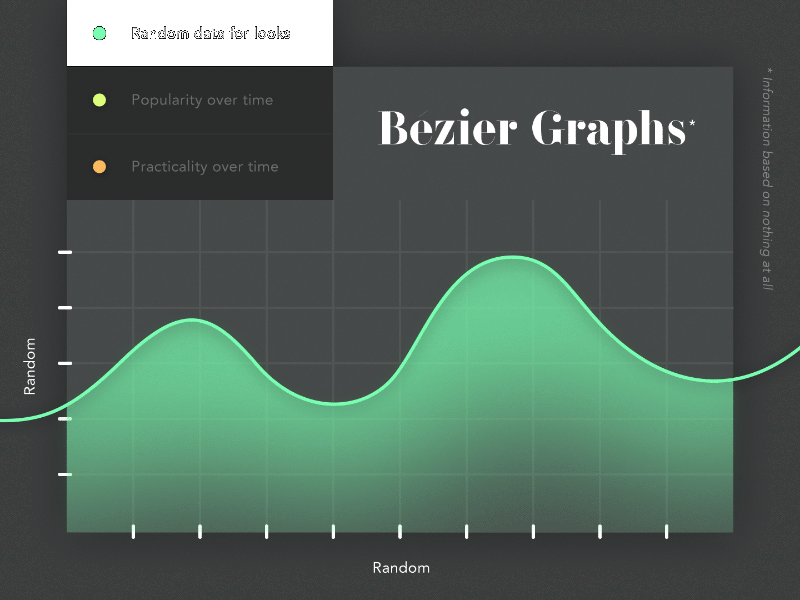 Random data for looks
Popularity over time
Practicality over time
Bezier Graphs*
* Information based on nothing at all
Random
Random